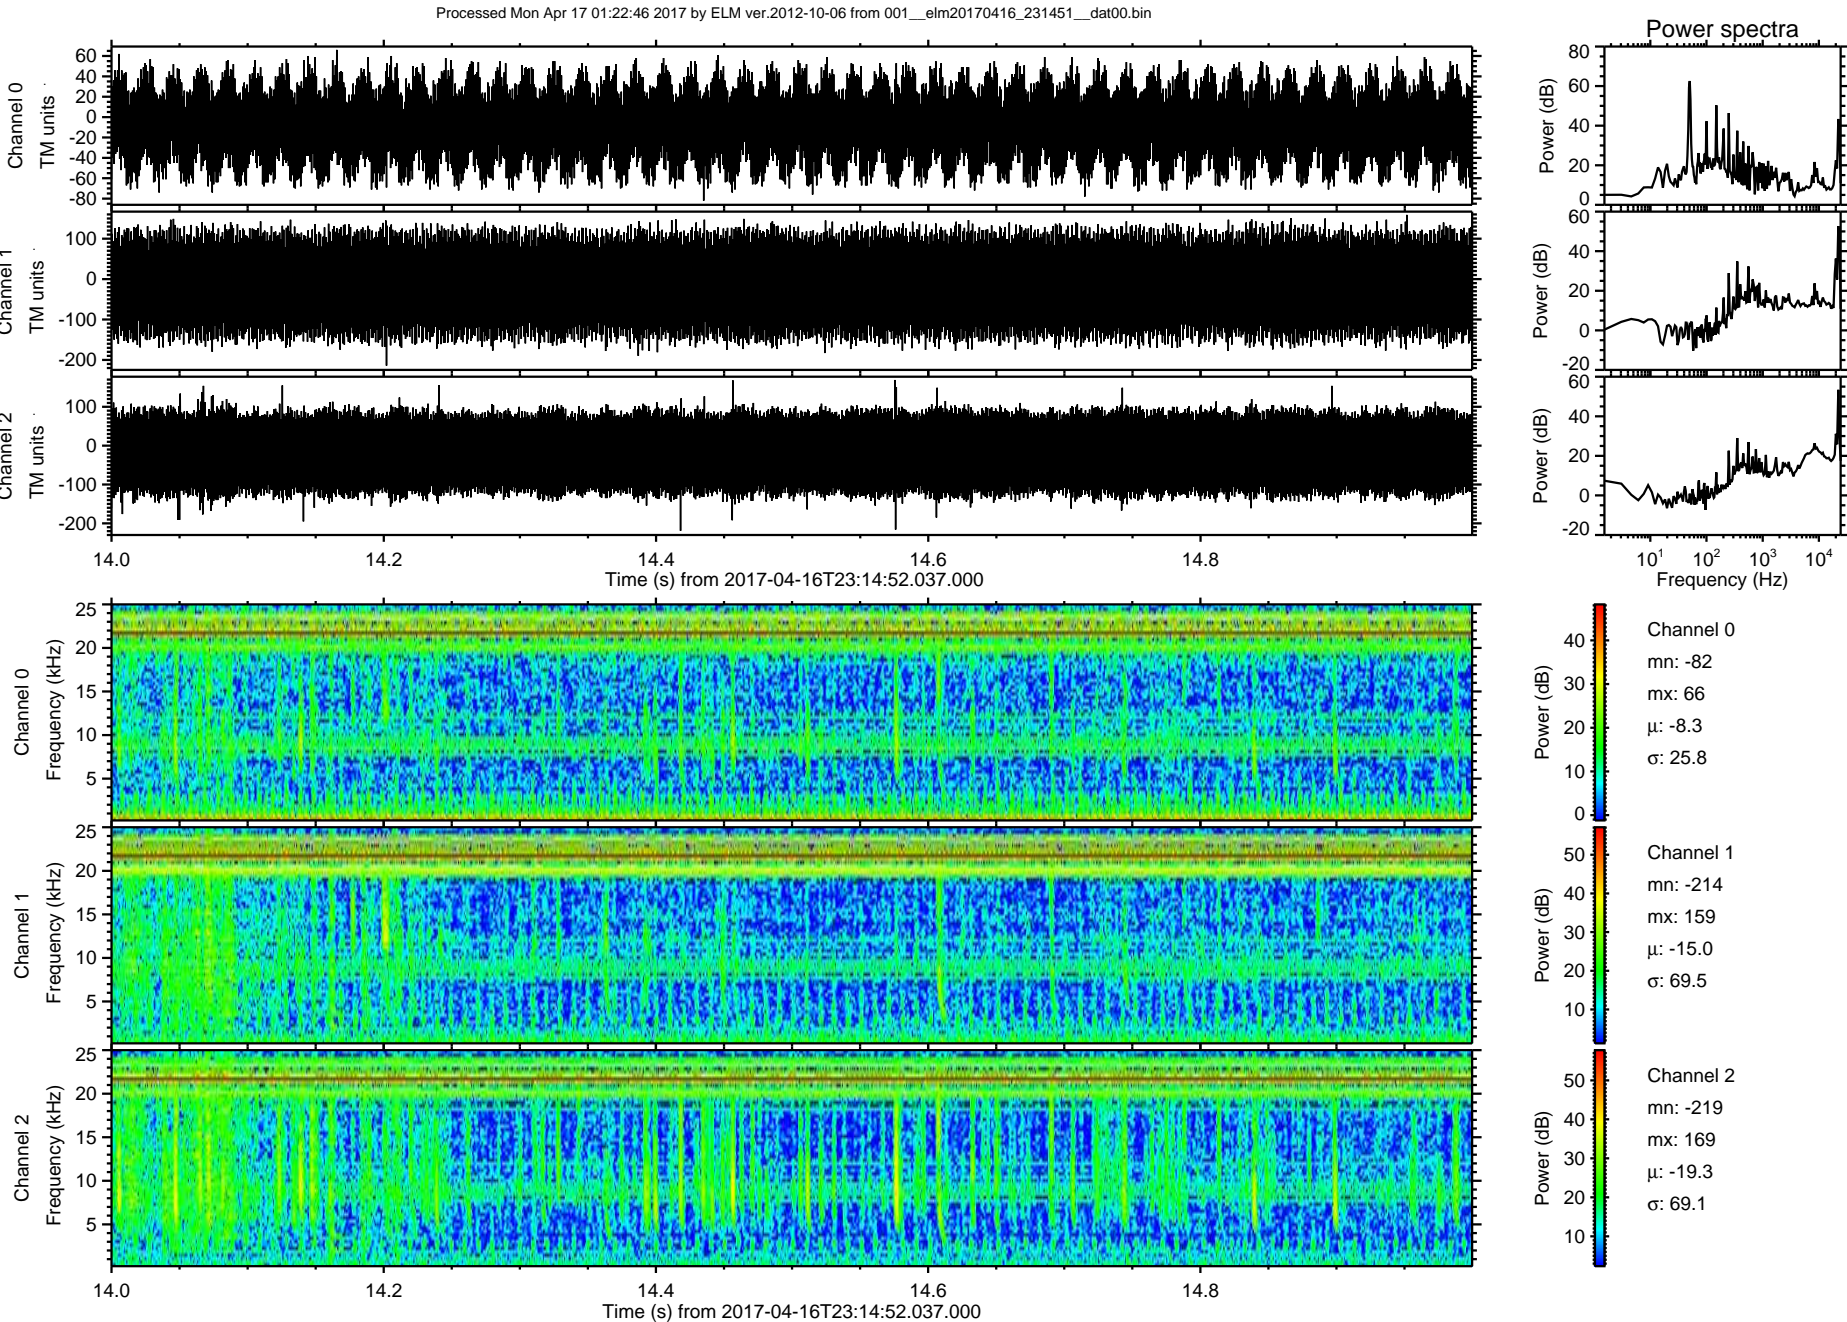 Processed Mon Apr 17 01:22:46 2017 by ELM ver.2012-10-06 from 001__elm20170416_231451__dat00.bin
Power spectra
Channel 0
TM units
60
40
20
0
-20
-40
-60
-80
Power (dB)
80
60
40
20
0
Channel 1
TM units
100
0
-100
-200
Power (dB)
60
40
20
0
-20
Channel 2
TM units
100
0
-100
-200
Power (dB)
60
40
20
0
-20
14.0 14.2 14.4 14.6 14.8
Time (s) from 2017-04-16T23:14:52.037.000
10^1 10^2 10^3 10^4
Frequency (Hz)
Channel 0
Frequency (kHz)
25
20
15
10
5
Power (dB)
40
30
20
10
0
Channel 0
mn: -82
mx: 66
μ: -8.3
σ: 25.8
Channel 1
Frequency (kHz)
25
20
15
10
5
Power (dB)
50
40
30
20
10
Channel 1
mn: -214
mx: 159
μ: -15.0
σ: 69.5
Channel 2
Frequency (kHz)
25
20
15
10
5
Power (dB)
50
40
30
20
10
Channel 2
mn: -219
mx: 169
μ: -19.3
σ: 69.1
14.0 14.2 14.4 14.6 14.8
Time (s) from 2017-04-16T23:14:52.037.000